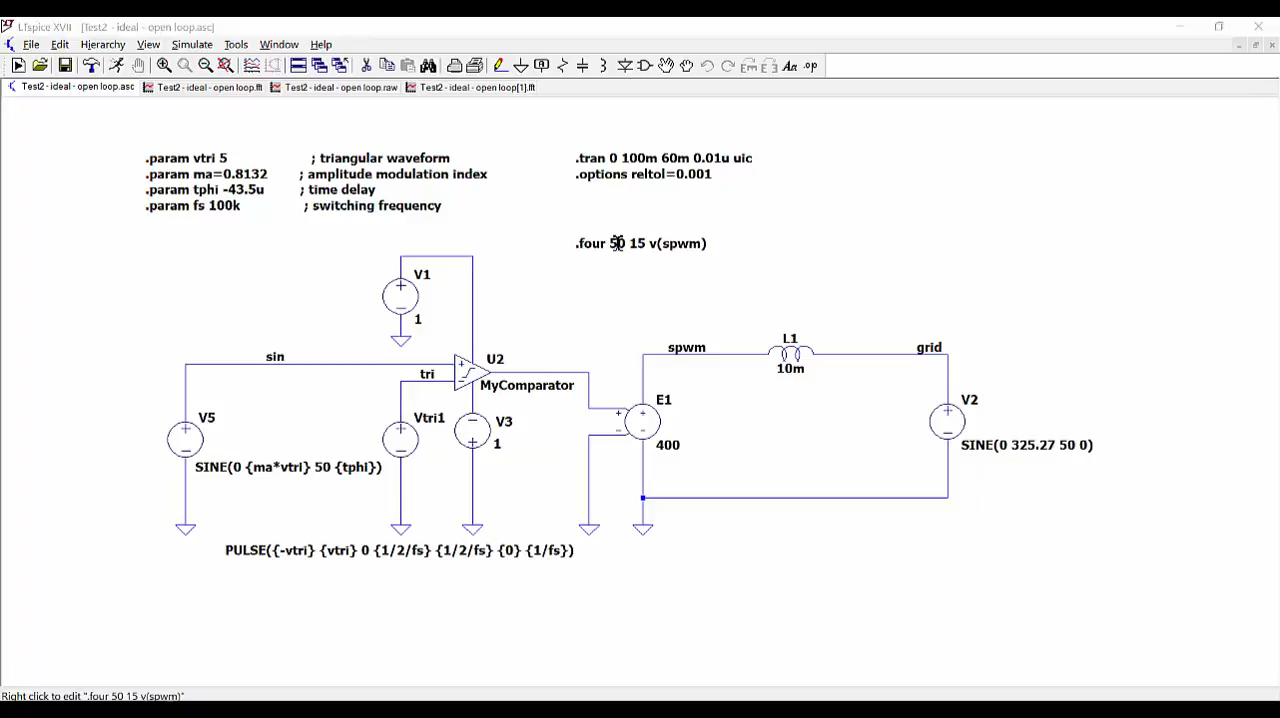 LTspice XVII - [Test2 - ideal - open loop.asc]
File Edit Hierarchy View Simulate Tools Window Help
Test2 - ideal - open loop.asc Test2 - ideal - open loop.fft Test2 - ideal - open loop.raw Test2 - ideal - open loop[1].fft
.param vtri 5 ; triangular waveform
.param ma=0.8132 ; amplitude modulation index
.param tphi -43.5u ; time delay
.param fs 100k ; switching frequency
.tran 0 100m 60m 0.01u uic
.options reltol=0.001
.four 50 15 v(spwm)
V1
1
sin
tri
U2
MyComparator
V5
SINE(0 {ma*vtri} 50 {tphi})
Vtri1
V3
1
PULSE({-vtri} {vtri} 0 {1/2/fs} {1/2/fs} {0} {1/fs})
spwm
L1
10m
grid
E1
400
V2
SINE(0 325.27 50 0)
Right click to edit ".four 50 15 v(spwm)"